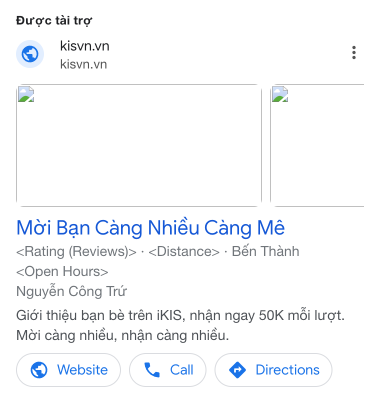 Được tài trợ
kisvn.vn
kisvn.vn
Mời Bạn Càng Nhiều Càng Mê
<Rating (Reviews)> · <Distance> · Bến Thành
<Open Hours>
Nguyễn Công Trứ
Giới thiệu bạn bè trên iKIS, nhận ngay 50K mỗi lượt.
Mời càng nhiều, nhận càng nhiều.
Website Call Directions